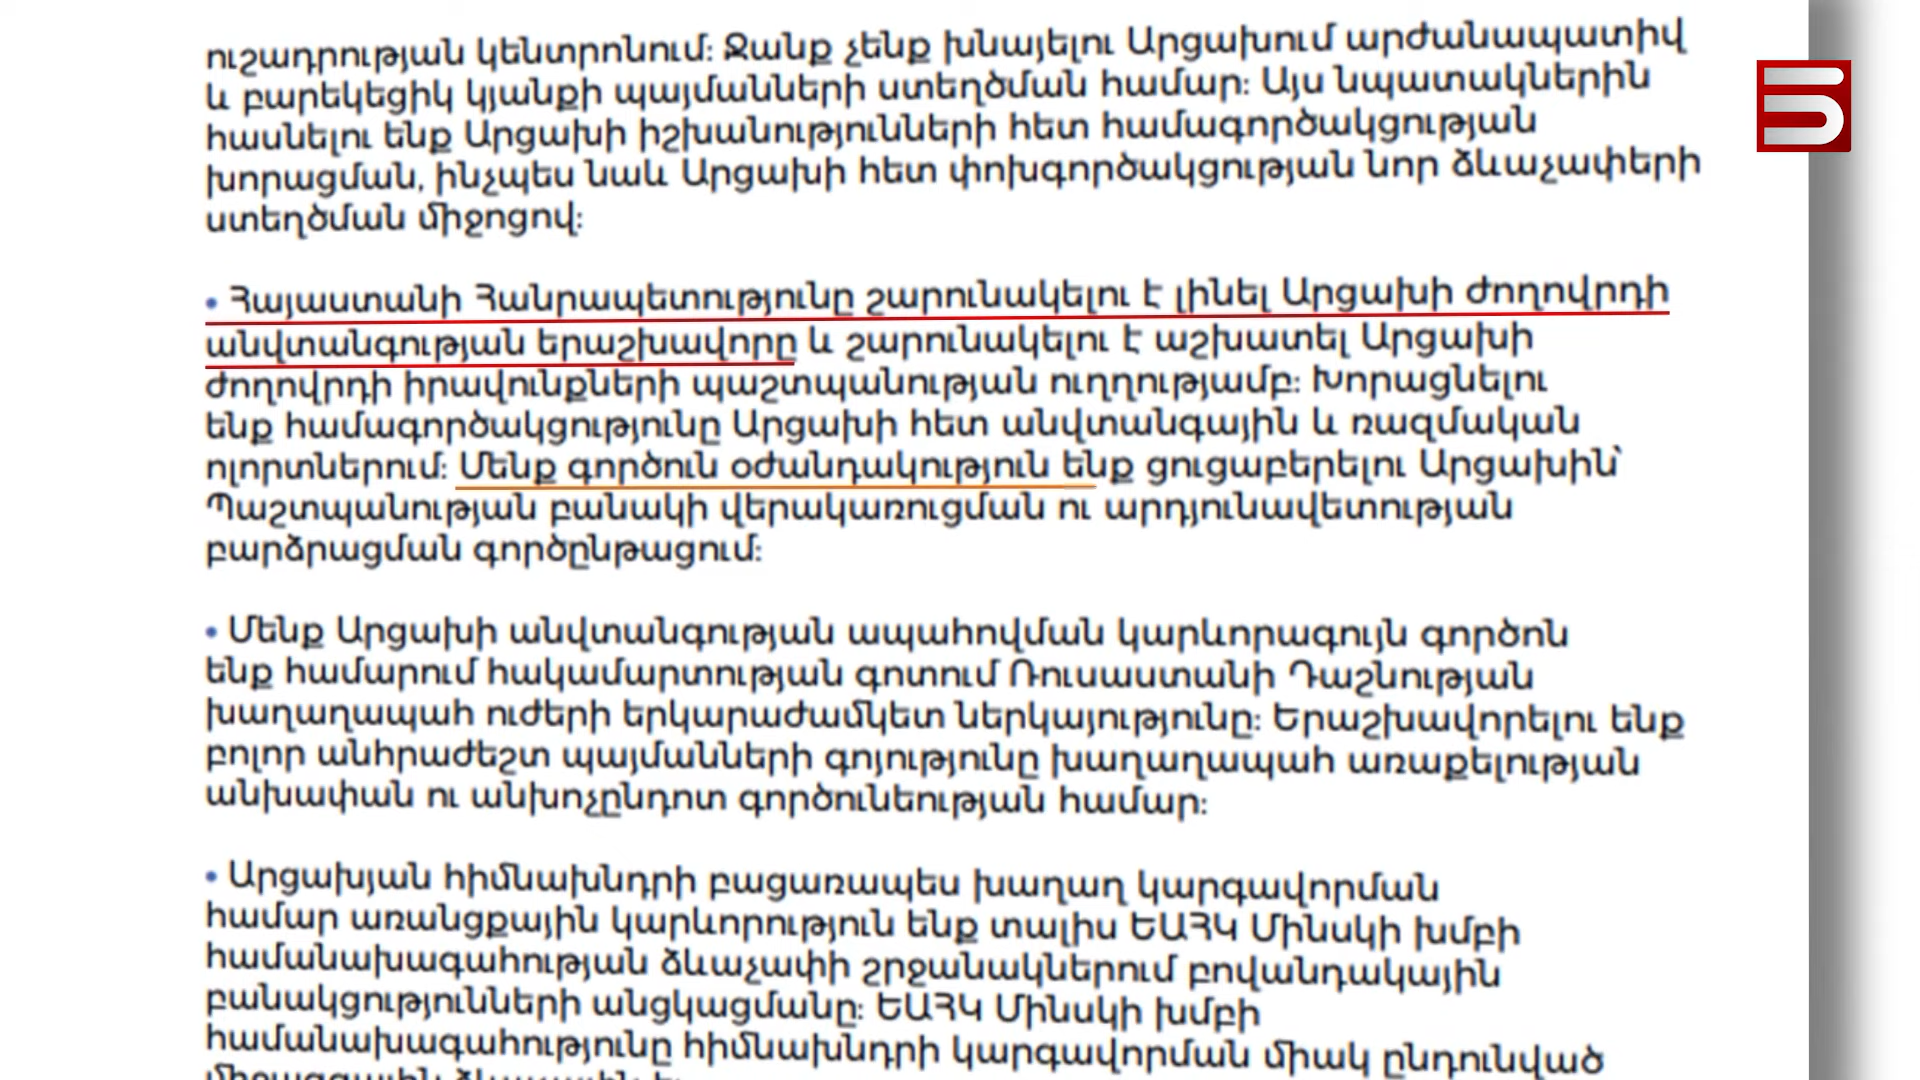 ուշադրության կենտրոնում։ Ջանք չենք խնայելու Արցախում արժանապատիվ
և բարեկեցիկ կյանքի պայմանների ստեղծման համար։ Այս նպատակներին
հասնելու ենք Արցախի իշխանությունների հետ համագործակցության
խորացման, ինչպես նաև Արցախի հետ փոխգործակցության նոր ձևաչափերի
ստեղծման միջոցով։
• Հայաստանի Հանրապետությունը շարունակելու է լինել Արցախի ժողովրդի
անվտանգության երաշխավորը և շարունակելու է աշխատել Արցախի
ժողովրդի իրավունքների պաշտպանության ուղղությամբ։ Խորացնելու
ենք համագործակցությունը Արցախի հետ անվտանգային և ռազմական
ոլորտներում։ Մենք գործուն օժանդակություն ենք ցուցաբերելու Արցախին՝
Պաշտպանության բանակի վերակառուցման ու արդյունավետության
բարձրացման գործընթացում։
• Մենք Արցախի անվտանգության ապահովման կարևորագույն գործոն
ենք համարում հակամարտության գոտում Ռուսաստանի Դաշնության
խաղաղապահ ուժերի երկարաժամկետ ներկայությունը։ Երաշխավորելու ենք
բոլոր անհրաժեշտ պայմանների գոյությունը խաղաղապահ առաքելության
անխափան ու անխոչընդոտ գործունեության համար։
• Արցախյան հիմնախնդրի բացառապես խաղաղ կարգավորման
համար առանցքային կարևորություն ենք տալիս ԵԱՀԿ Մինսկի խմբի
համանախագահության ձևաչափի շրջանակներում բովանդակային
բանակցությունների անցկացմանը։ ԵԱՀԿ Մինսկի խմբի
համանախագահությունը հիմնախնդրի կարգավորման միակ ընդունված